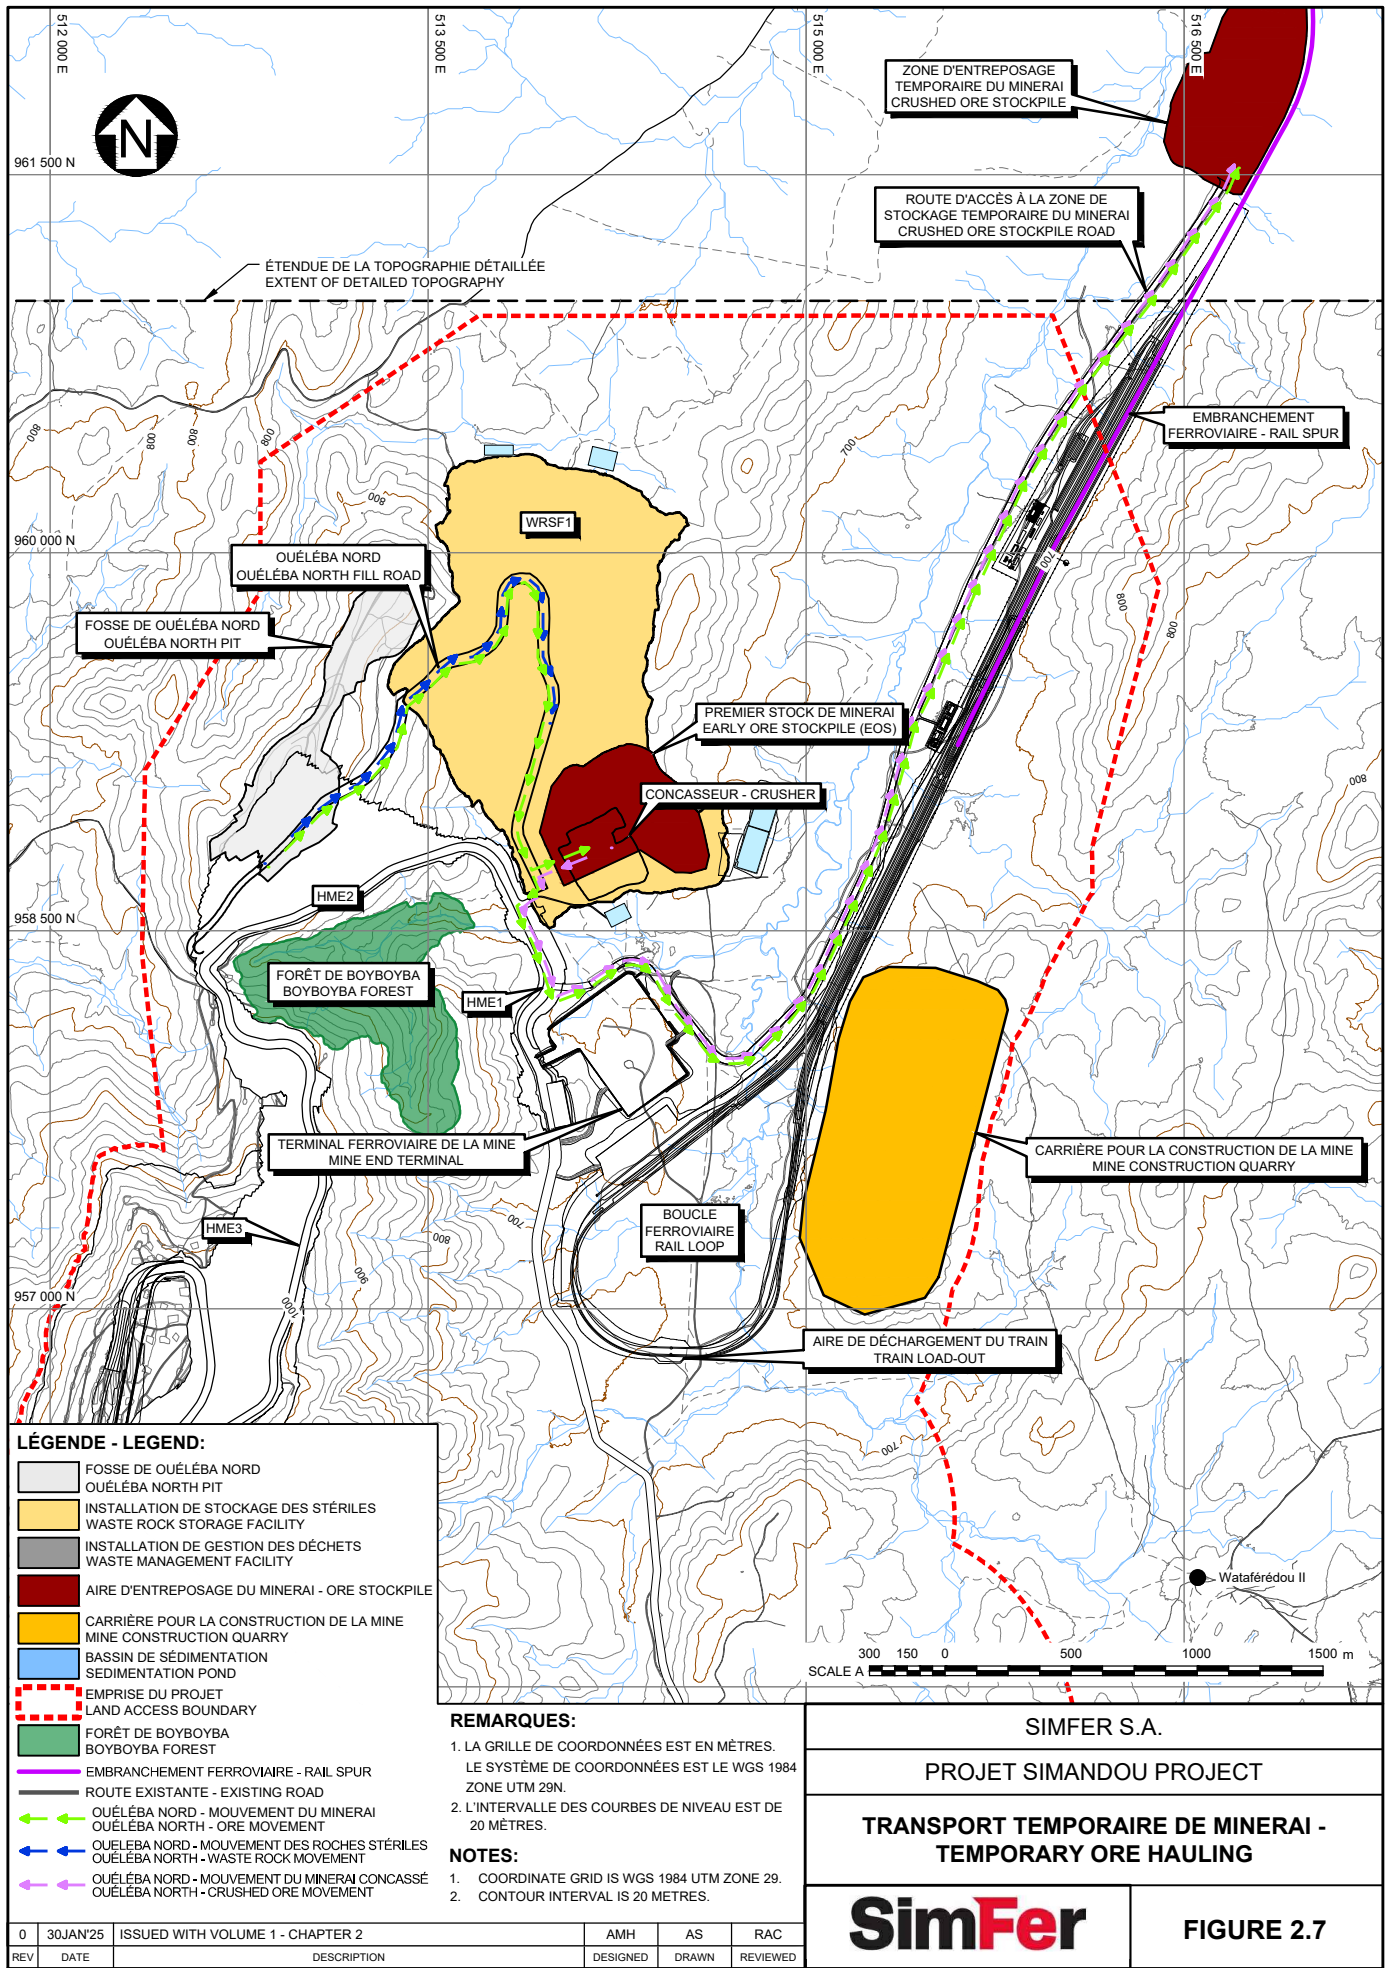 512 000 E
513 500 E
515 000 E
516 500 E
N
961 500 N
ZONE D'ENTREPOSAGE
TEMPORAIRE DU MINERAI
CRUSHED ORE STOCKPILE
ROUTE D'ACCÈS À LA ZONE DE
STOCKAGE TEMPORAIRE DU MINERAI
CRUSHED ORE STOCKPILE ROAD
ÉTENDUE DE LA TOPOGRAPHIE DÉTAILLÉE
EXTENT OF DETAILED TOPOGRAPHY
EMBRANCHEMENT
FERROVIAIRE - RAIL SPUR
800
800
800
800
700
800
WRSF1
960 000 N
OUÉLÉBA NORD
OUÉLÉBA NORTH FILL ROAD
700
800
800
FOSSE DE OUÉLÉBA NORD
OUÉLÉBA NORTH PIT
PREMIER STOCK DE MINERAI
EARLY ORE STOCKPILE (EOS)
800
CONCASSEUR - CRUSHER
HME2
958 500 N
FORÊT DE BOYBOYBA
BOYBOYBA FOREST
HME1
TERMINAL FERROVIAIRE DE LA MINE
MINE END TERMINAL
CARRIÈRE POUR LA CONSTRUCTION DE LA MINE
MINE CONSTRUCTION QUARRY
HME3
700
800
BOUCLE
FERROVIAIRE
RAIL LOOP
900
1000
957 000 N
AIRE DE DÉCHARGEMENT DU TRAIN
TRAIN LOAD-OUT
700
Wataférédou II
LÉGENDE - LEGEND:
FOSSE DE OUÉLÉBA NORD
OUÉLÉBA NORTH PIT
INSTALLATION DE STOCKAGE DES STÉRILES
WASTE ROCK STORAGE FACILITY
INSTALLATION DE GESTION DES DÉCHETS
WASTE MANAGEMENT FACILITY
AIRE D'ENTREPOSAGE DU MINERAI - ORE STOCKPILE
CARRIÈRE POUR LA CONSTRUCTION DE LA MINE
MINE CONSTRUCTION QUARRY
BASSIN DE SÉDIMENTATION
SEDIMENTATION POND
EMPRISE DU PROJET
LAND ACCESS BOUNDARY
FORÊT DE BOYBOYBA
BOYBOYBA FOREST
EMBRANCHEMENT FERROVIAIRE - RAIL SPUR
ROUTE EXISTANTE - EXISTING ROAD
OUÉLÉBA NORD - MOUVEMENT DU MINERAI
OUÉLÉBA NORTH - ORE MOVEMENT
OUELEBA NORD - MOUVEMENT DES ROCHES STÉRILES
OUÉLÉBA NORTH - WASTE ROCK MOVEMENT
OUÉLÉBA NORD - MOUVEMENT DU MINERAI CONCASSÉ
OUÉLÉBA NORTH - CRUSHED ORE MOVEMENT
SCALE A 300 150 0 500 1000 1500 m
REMARQUES:
1. LA GRILLE DE COORDONNÉES EST EN MÈTRES.
LE SYSTÈME DE COORDONNÉES EST LE WGS 1984
ZONE UTM 29N.
2. L'INTERVALLE DES COURBES DE NIVEAU EST DE
20 MÈTRES.
NOTES:
1. COORDINATE GRID IS WGS 1984 UTM ZONE 29.
2. CONTOUR INTERVAL IS 20 METRES.
SIMFER S.A.
PROJET SIMANDOU PROJECT
TRANSPORT TEMPORAIRE DE MINERAI -
TEMPORARY ORE HAULING
SimFer
FIGURE 2.7
0 30JAN'25 ISSUED WITH VOLUME 1 - CHAPTER 2 AMH AS RAC
REV DATE DESCRIPTION DESIGNED DRAWN REVIEWED